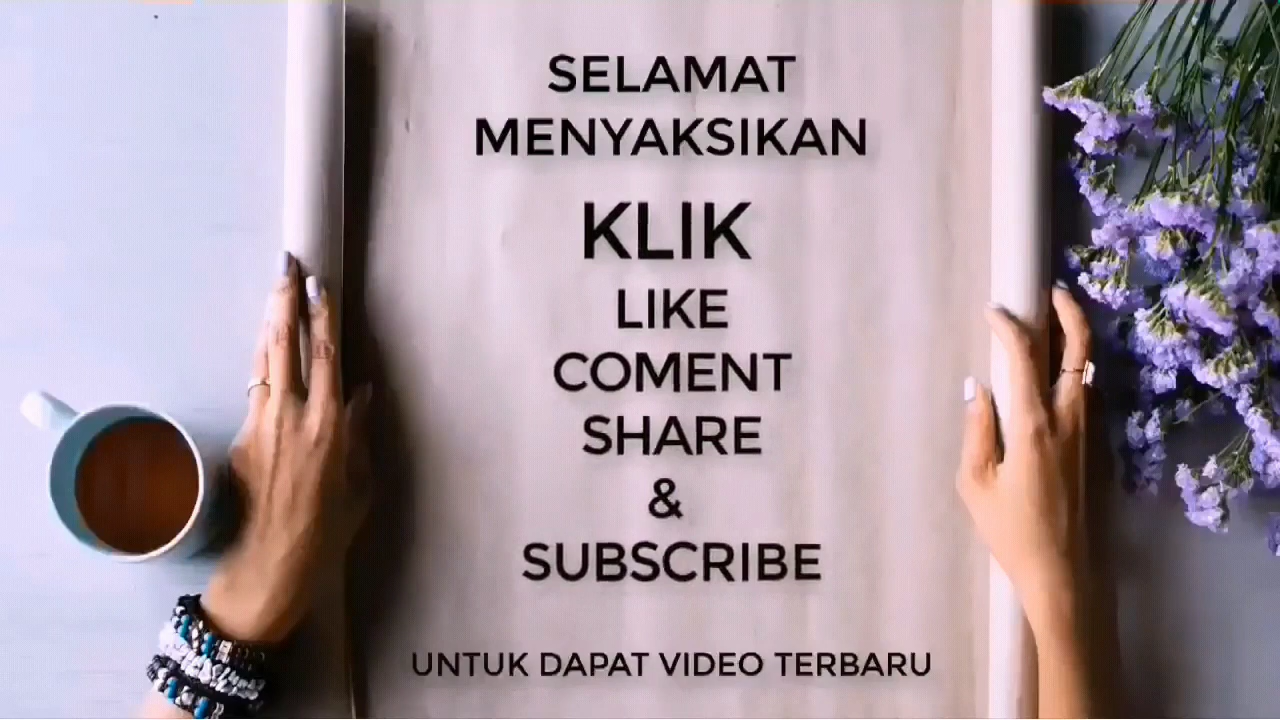 SELAMAT
MENYAKSIKAN
KLIK
LIKE
COMENT
SHARE
&
SUBSCRIBE
UNTUK DAPAT VIDEO TERBARU